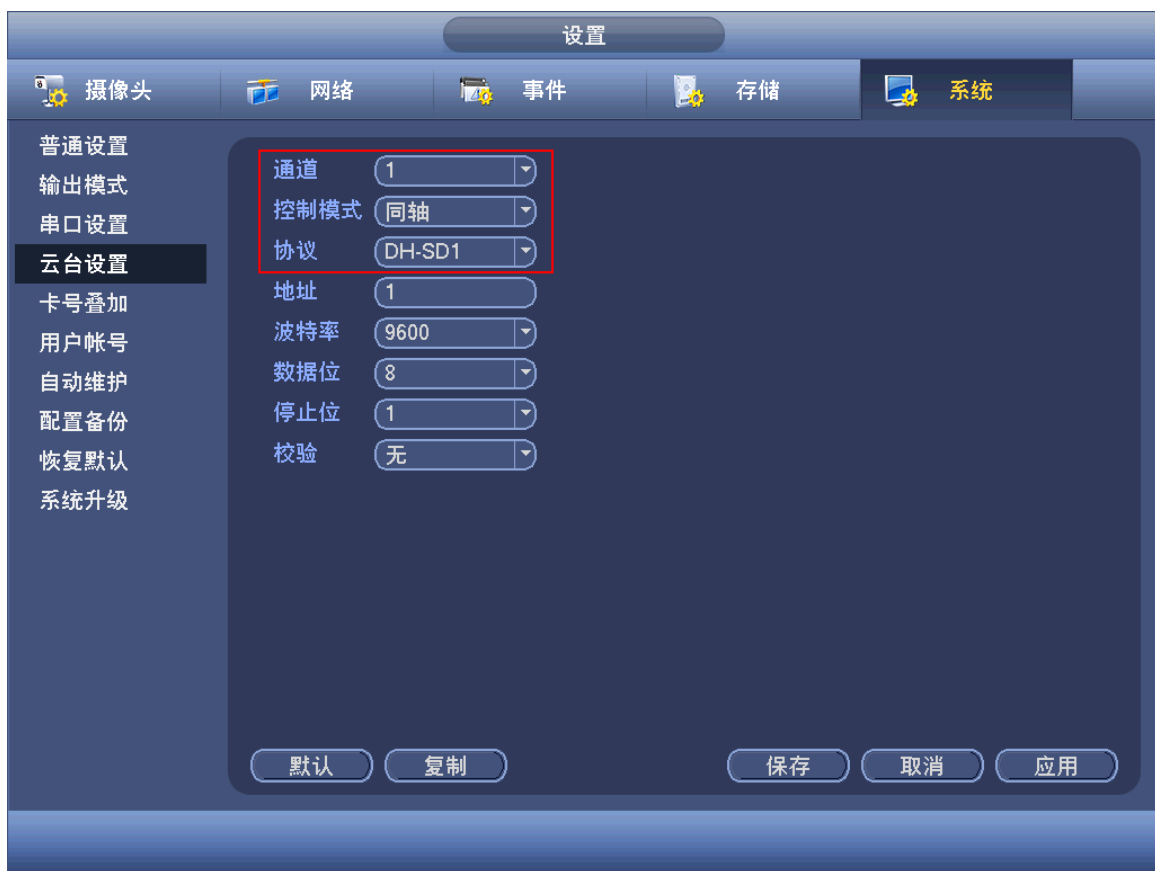 设置
摄像头 网络 事件 存储 系统
普通设置
输出模式
串口设置
云台设置
卡号叠加
用户帐号
自动维护
配置备份
恢复默认
系统升级
通道 1
控制模式 同轴
协议 DH-SD1
地址 1
波特率 9600
数据位 8
停止位 1
校验 无
默认 复制 保存 取消 应用